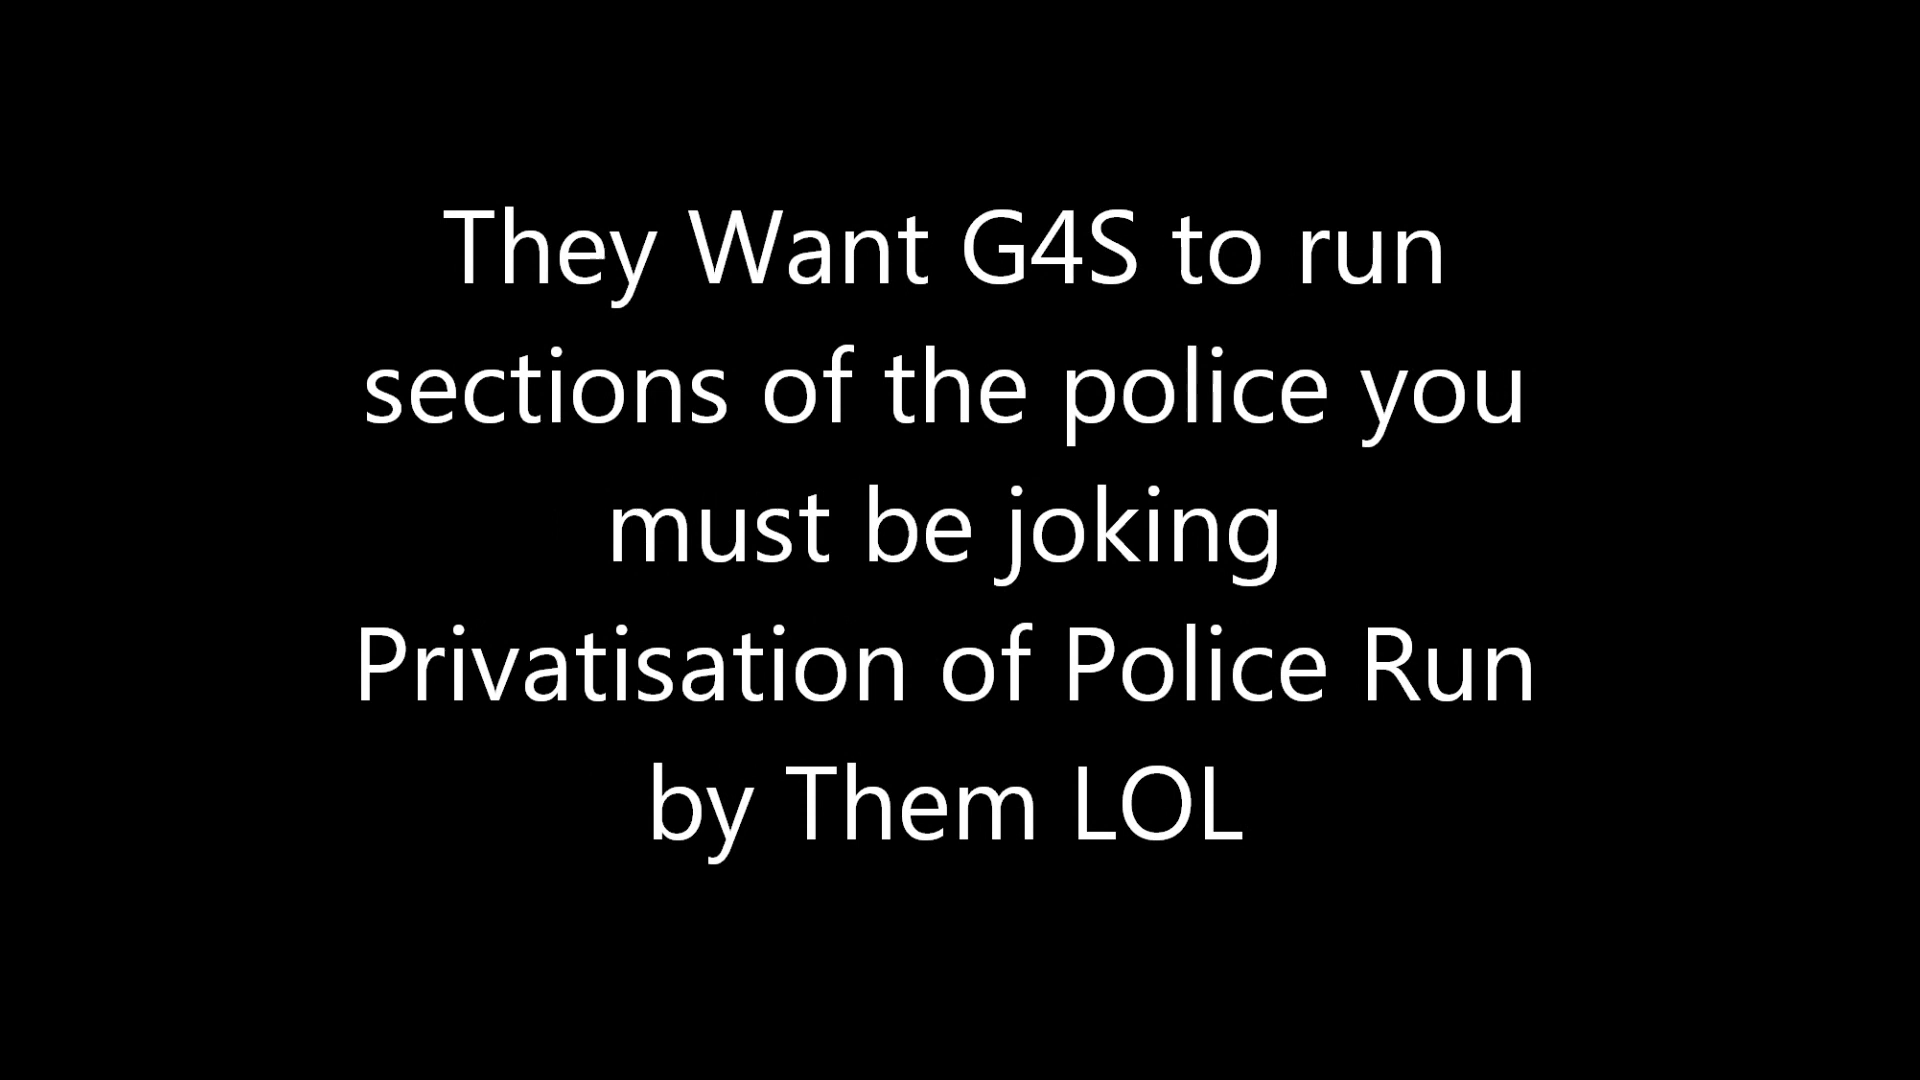 They Want G4S to run
sections of the police you
must be joking
Privatisation of Police Run
by Them LOL